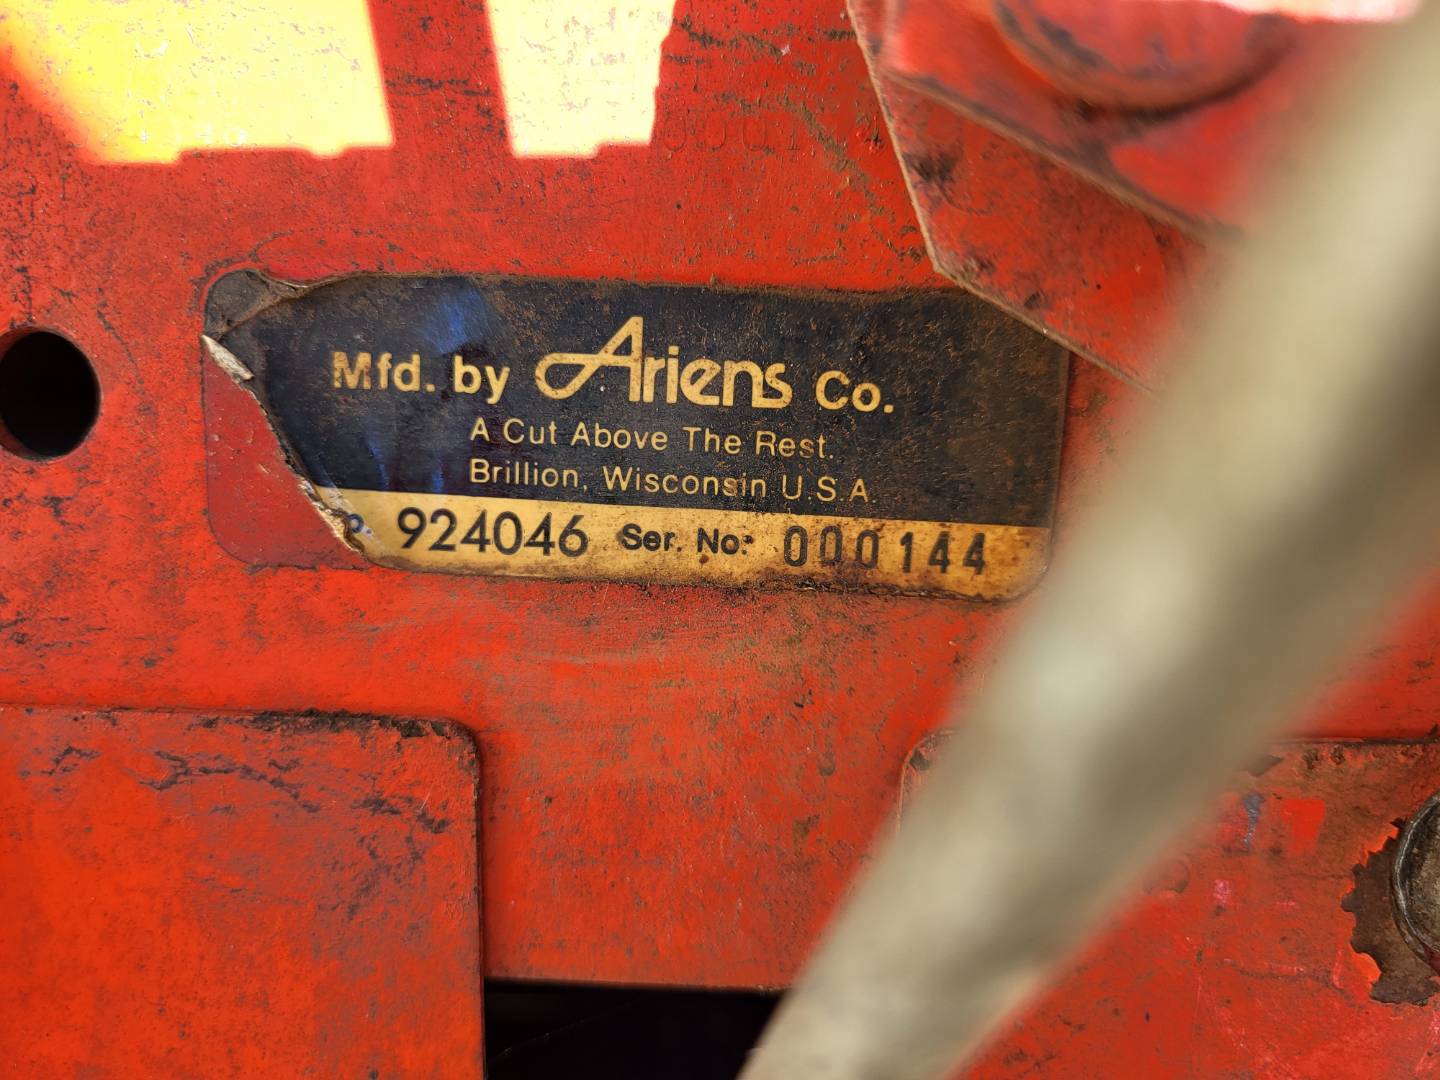 Mfd. by Ariens Co.
A Cut Above The Rest.
Brillion, Wisconsin U.S.A.
924046 Ser. No. 000144